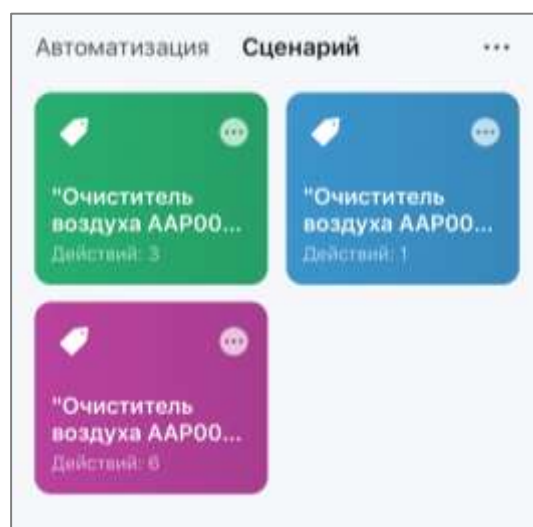 Автоматизация Сценарий
"Очиститель
воздуха AAP00...
Действий: 3
"Очиститель
воздуха AAP00...
Действий: 1
"Очиститель
воздуха AAP00...
Действий: 6